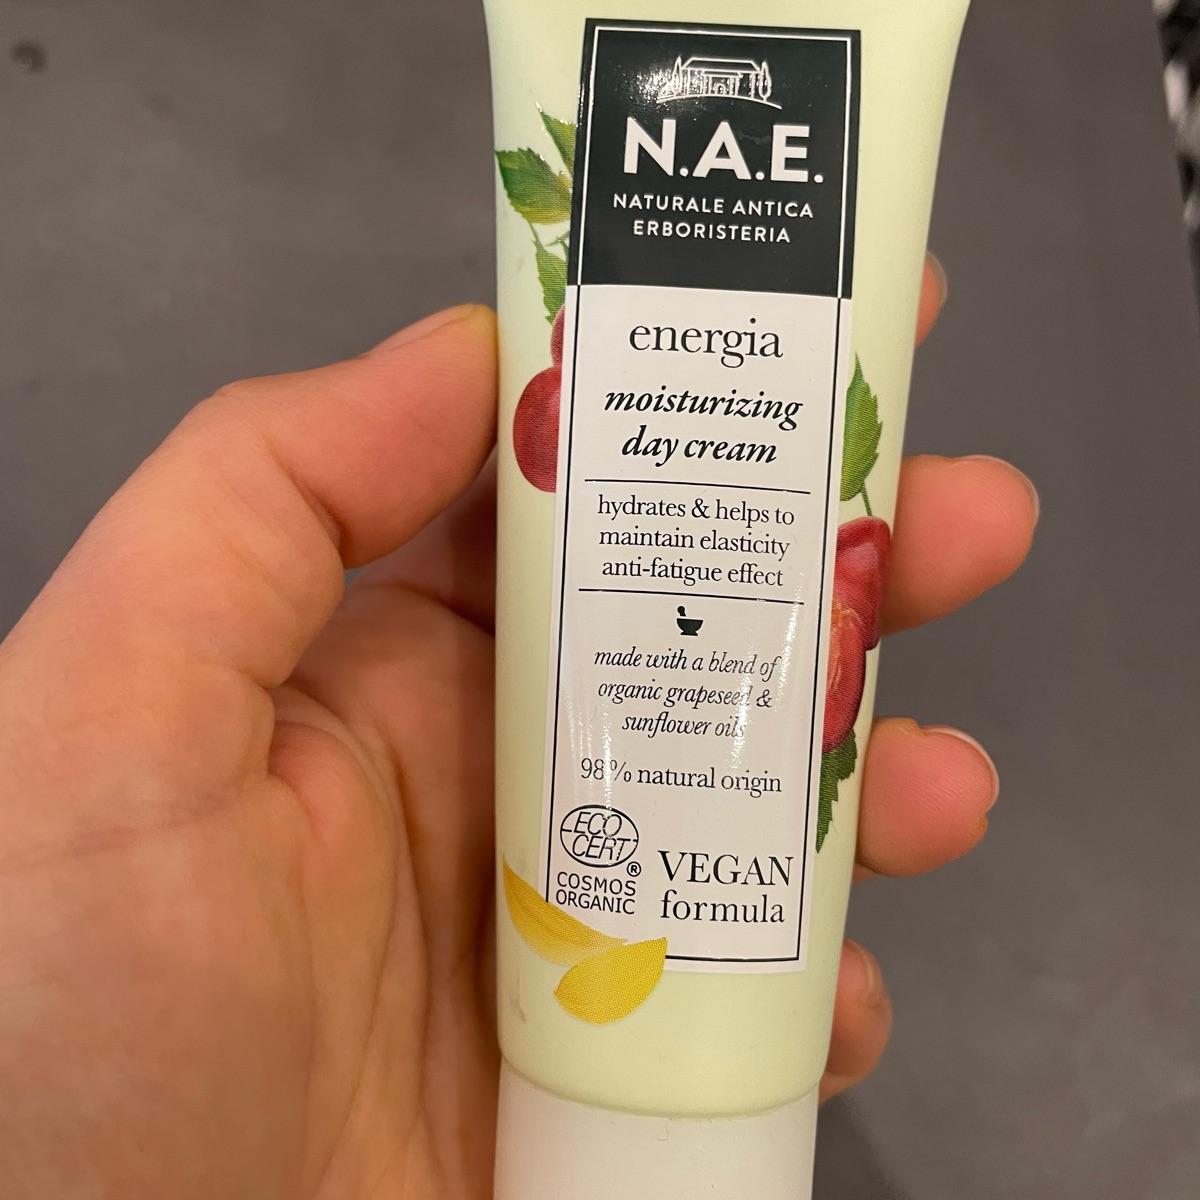 N.A.E.
NATURALE ANTICA
ERBORISTERIA
energia
moisturizing
day cream
hydrates & helps to
maintain elasticity
anti-fatigue effect
made with a blend of
organic grapeseed &
sunflower oils
98% natural origin
ECO
CERT®
COSMOS
ORGANIC
VEGAN
formula